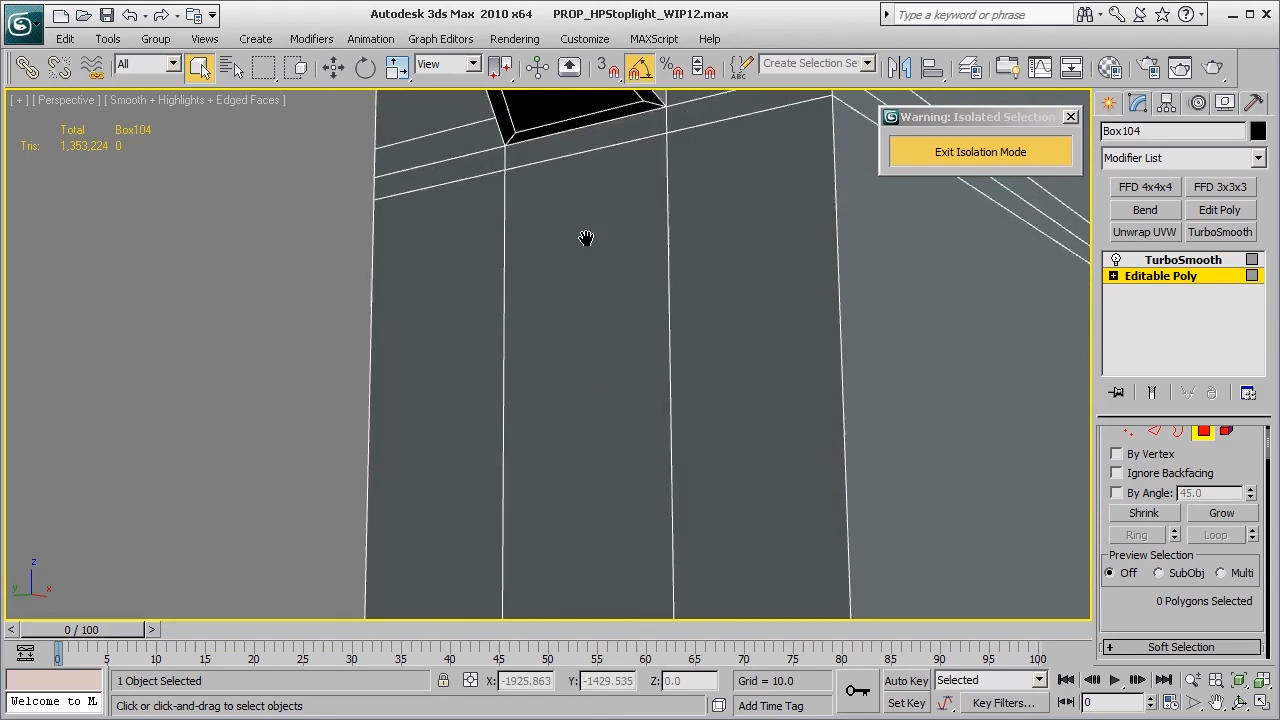 Autodesk 3ds Max 2010 x64 PROP_HPStoplight_WIP12.max
Type a keyword or phrase
Edit Tools Group Views Create Modifiers Animation Graph Editors Rendering Customize MAXScript Help
All View 3 % ABC Create Selection Se
[ + ] [ Perspective ] [ Smooth + Highlights + Edged Faces ]
Total Box104
Tris: 1,353,224 0
Warning: Isolated Selection
Exit Isolation Mode
Box104
Modifier List
FFD 4x4x4 FFD 3x3x3
Bend Edit Poly
Unwrap UVW TurboSmooth
TurboSmooth
Editable Poly
By Vertex
Ignore Backfacing
By Angle: 45.0
Shrink Grow
Ring Loop
Preview Selection
Off SubObj Multi
0 Polygons Selected
+ Soft Selection
z
y x
< 0 / 100 >
0 5 10 15 20 25 30 35 40 45 50 55 60 65 70 75 80 85 90 95 100
1 Object Selected X: -1925.863 Y: -1429.535 Z: 0.0 Grid = 10.0 Auto Key Selected
Welcome to M Click or click-and-drag to select objects Add Time Tag Set Key Key Filters... 0